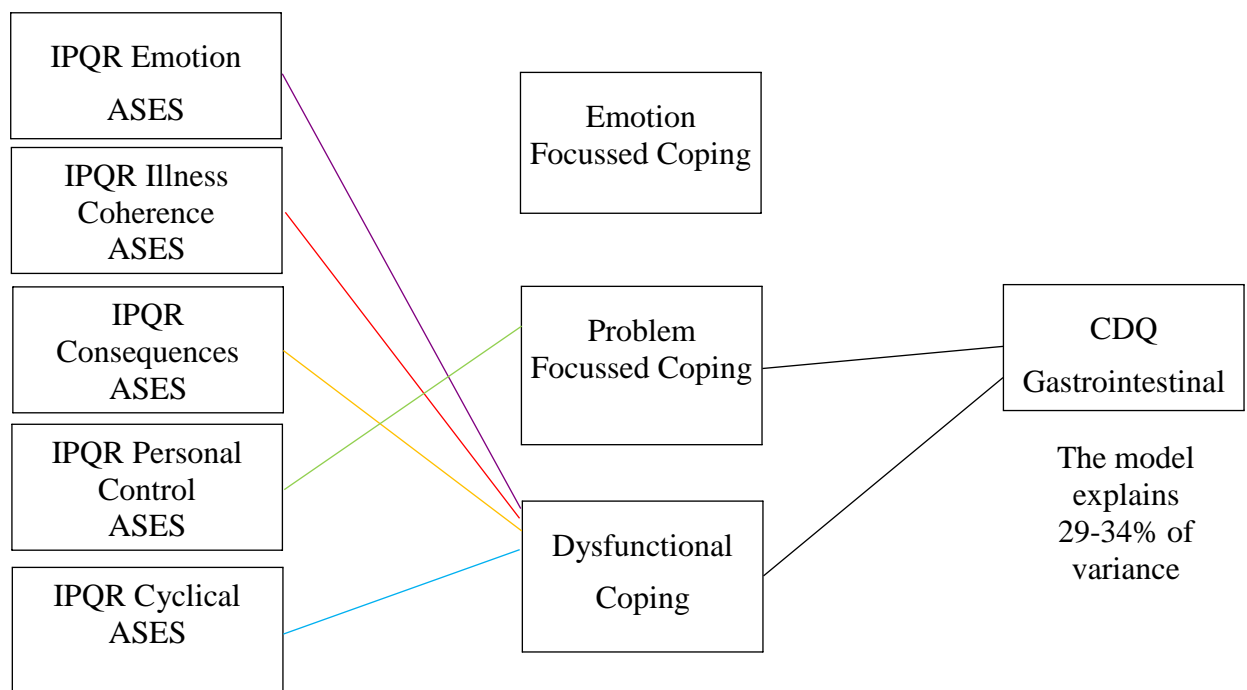 IPQR Emotion
ASES
IPQR Illness
Coherence
ASES
IPQR
Consequences
ASES
IPQR Personal
Control
ASES
IPQR Cyclical
ASES
Emotion
Focussed Coping
Problem
Focussed Coping
Dysfunctional
Coping
CDQ
Gastrointestinal
The model
explains
29-34% of
variance